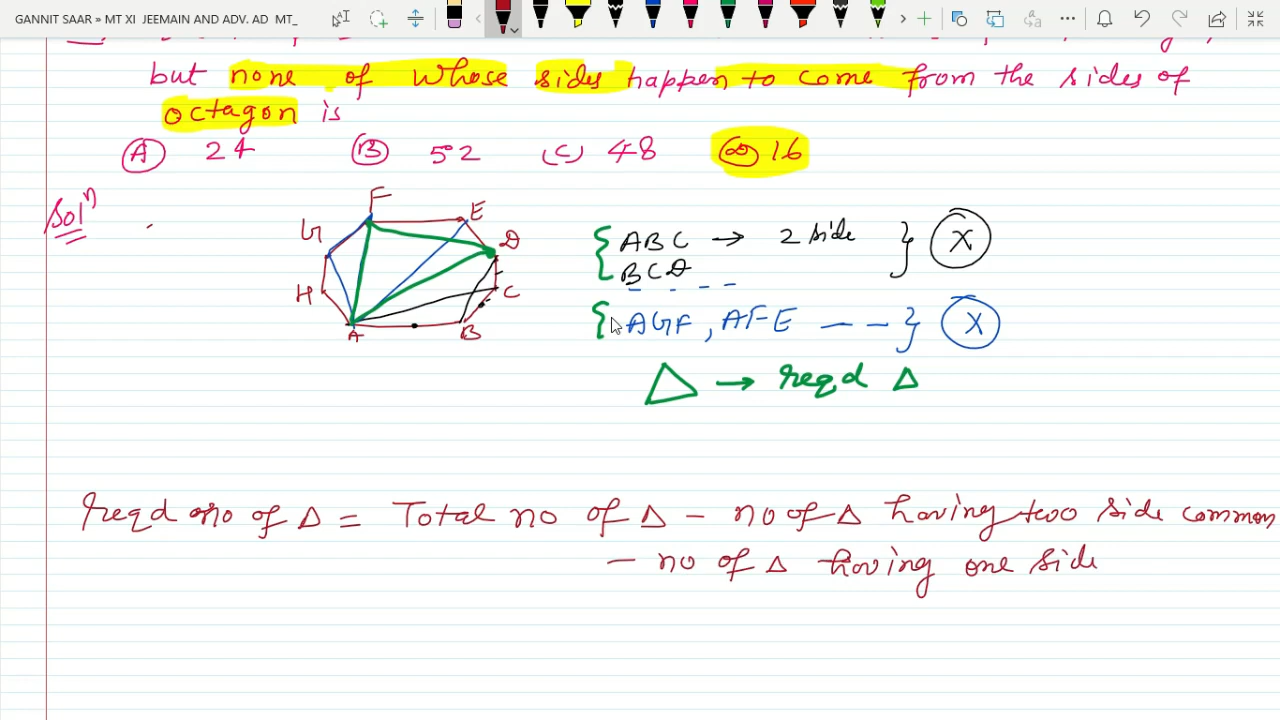 GANNIT SAAR » MT XI JEEMAIN AND ADV. AD MT_
but none of whose sides happen to come from the sides of
octagon is
(A) 24 (B) 52 (C) 48 (D) 16
Solⁿ
F
E
G
D
H
C
A
B
{ ABC → 2 side } X
BCD
{ AGF, AFE — — } X
△ → reqd △
reqd no of △ = Total no of △ - no of △ having two side common
- no of △ having one side